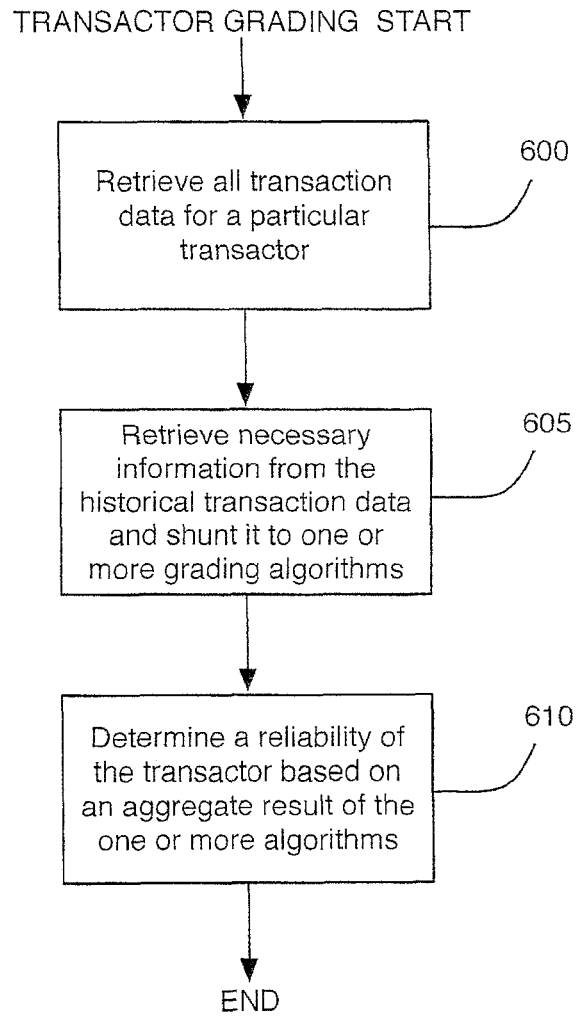 TRANSACTOR GRADING START
600
Retrieve all transaction
data for a particular
transactor
605
Retrieve necessary
information from the
historical transaction data
and shunt it to one or
more grading algorithms
610
Determine a reliability of
the transactor based on
an aggregate result of the
one or more algorithms
END